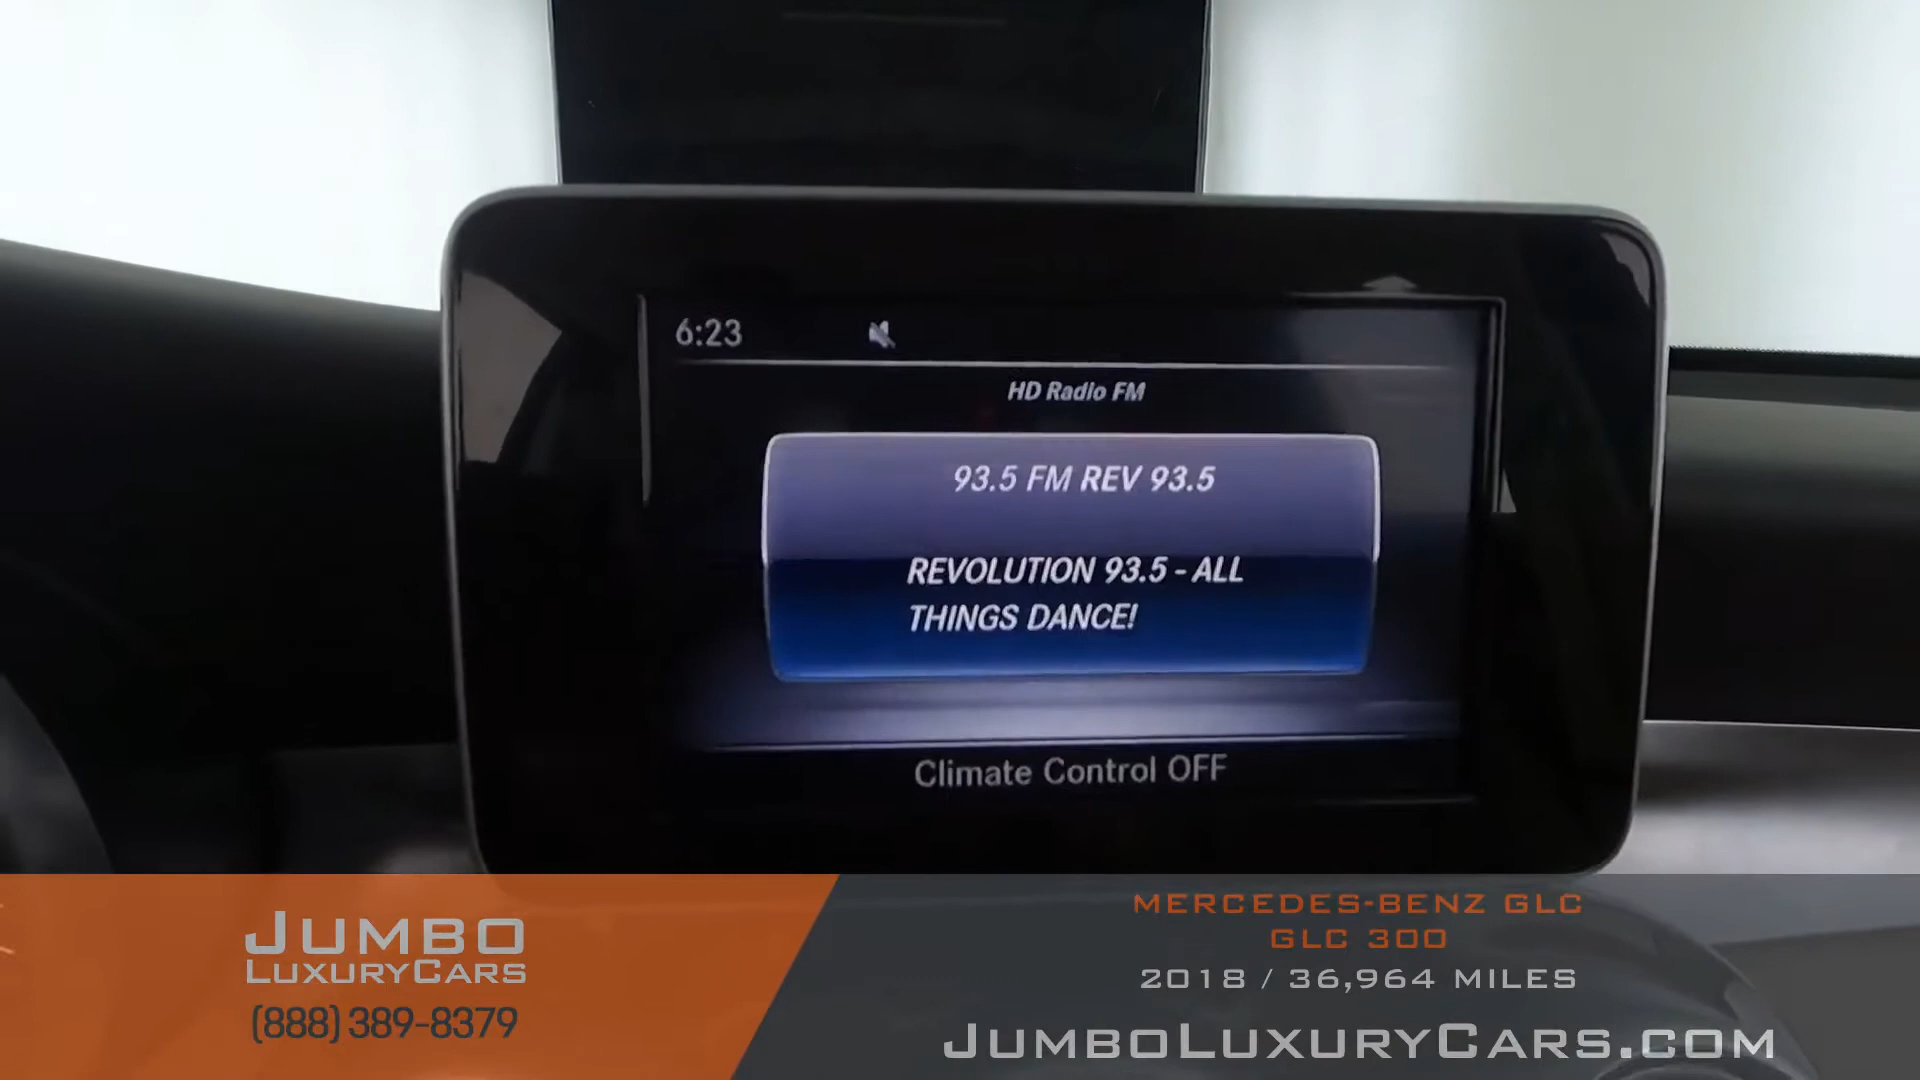 6:23
HD Radio FM
93.5 FM REV 93.5
REVOLUTION 93.5 - ALL
THINGS DANCE!
Climate Control OFF
JUMBO
LUXURYCARS
(888) 389-8379
MERCEDES-BENZ GLC
GLC 300
2018 / 36,964 MILES
JUMBOLUXURYCARS.COM